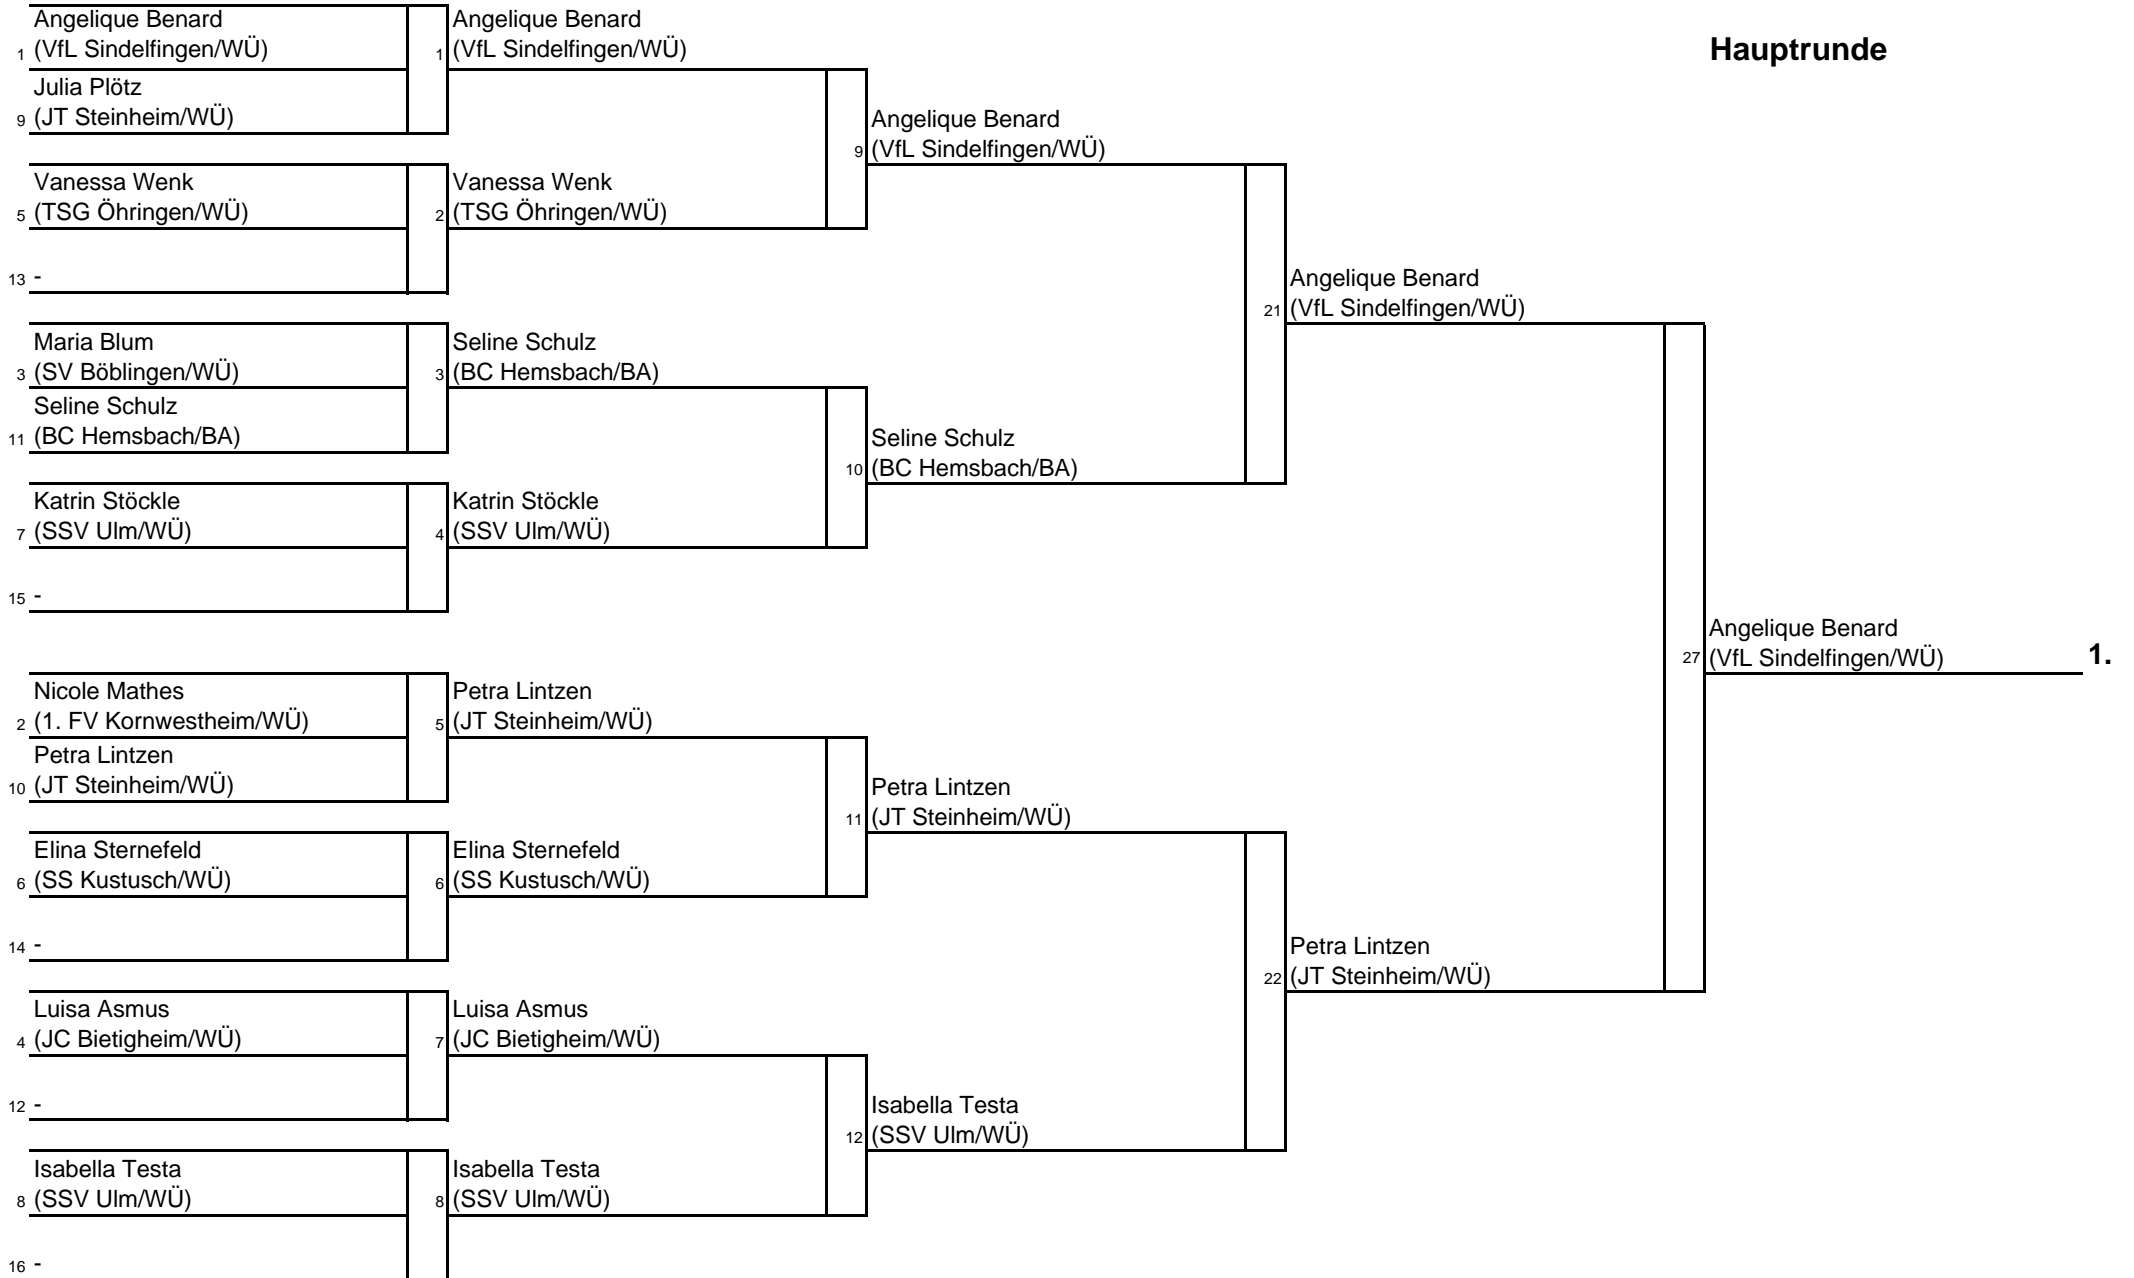 Hauptrunde
Angelique Benard
1 (VfL Sindelfingen/WÜ)
Julia Plötz
9 (JT Steinheim/WÜ)
Vanessa Wenk
5 (TSG Öhringen/WÜ)
13 -
Maria Blum
3 (SV Böblingen/WÜ)
Seline Schulz
11 (BC Hemsbach/BA)
Katrin Stöckle
7 (SSV Ulm/WÜ)
15 -
Nicole Mathes
2 (1. FV Kornwestheim/WÜ)
Petra Lintzen
10 (JT Steinheim/WÜ)
Elina Sternefeld
6 (SS Kustusch/WÜ)
14 -
Luisa Asmus
4 (JC Bietigheim/WÜ)
12 -
Isabella Testa
8 (SSV Ulm/WÜ)
16 -
Angelique Benard
1 (VfL Sindelfingen/WÜ)
Vanessa Wenk
2 (TSG Öhringen/WÜ)
Seline Schulz
3 (BC Hemsbach/BA)
Katrin Stöckle
4 (SSV Ulm/WÜ)
Petra Lintzen
5 (JT Steinheim/WÜ)
Elina Sternefeld
6 (SS Kustusch/WÜ)
Luisa Asmus
7 (JC Bietigheim/WÜ)
Isabella Testa
8 (SSV Ulm/WÜ)
Angelique Benard
9 (VfL Sindelfingen/WÜ)
Seline Schulz
10 (BC Hemsbach/BA)
Petra Lintzen
11 (JT Steinheim/WÜ)
Isabella Testa
12 (SSV Ulm/WÜ)
Angelique Benard
21 (VfL Sindelfingen/WÜ)
Petra Lintzen
22 (JT Steinheim/WÜ)
Angelique Benard
27 (VfL Sindelfingen/WÜ) 1.